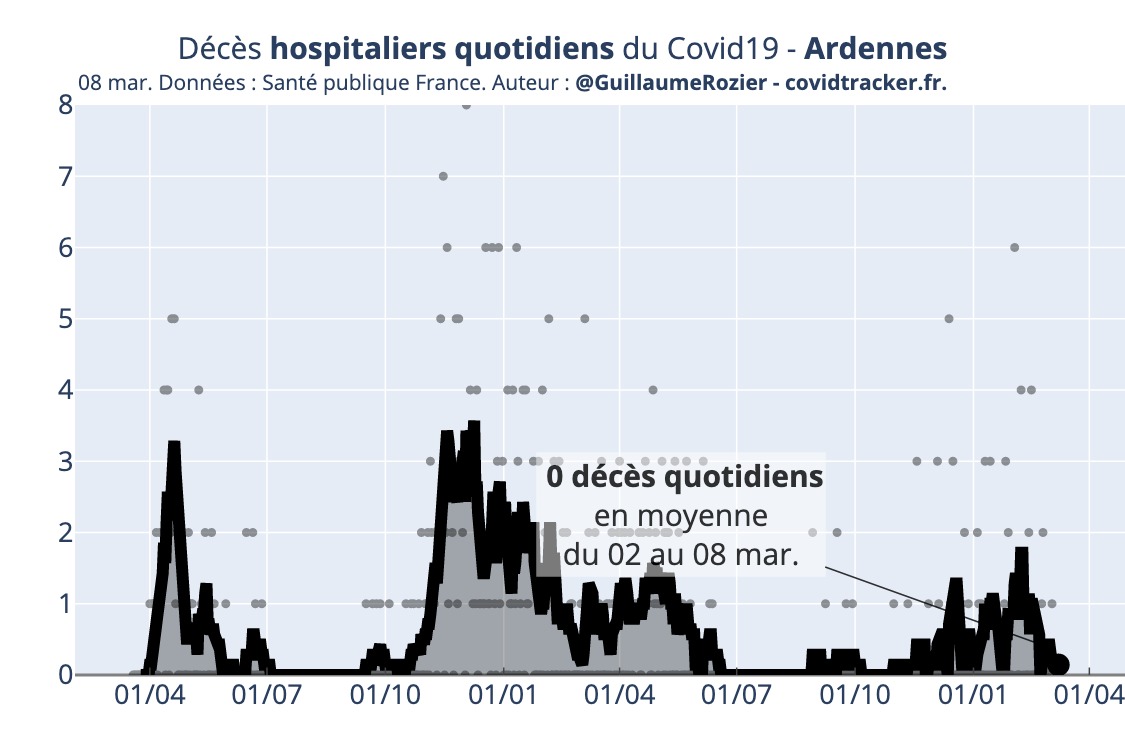 Décès hospitaliers quotidiens du Covid19 - Ardennes
08 mar. Données : Santé publique France. Auteur : @GuillaumeRozier - covidtracker.fr.
8
7
6
5
4
3
2
1
0
0 décès quotidiens
en moyenne
du 02 au 08 mar.
01/04 01/07 01/10 01/01 01/04 01/07 01/10 01/01 01/04